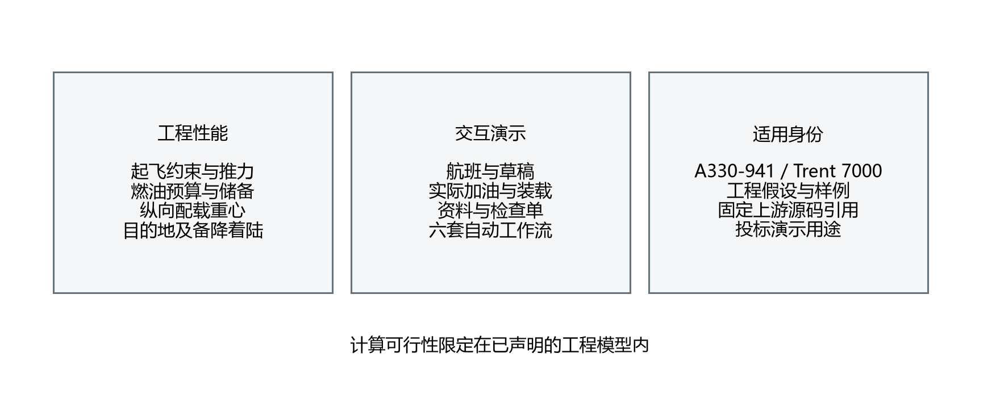 工程性能
起飞约束与推力
燃油预算与储备
纵向配载重心
目的地及备降着陆
交互演示
航班与草稿
实际加油与装载
资料与检查单
六套自动工作流
适用身份
A330-941 / Trent 7000
工程假设与样例
固定上游源码引用
投标演示用途
计算可行性限定在已声明的工程模型内